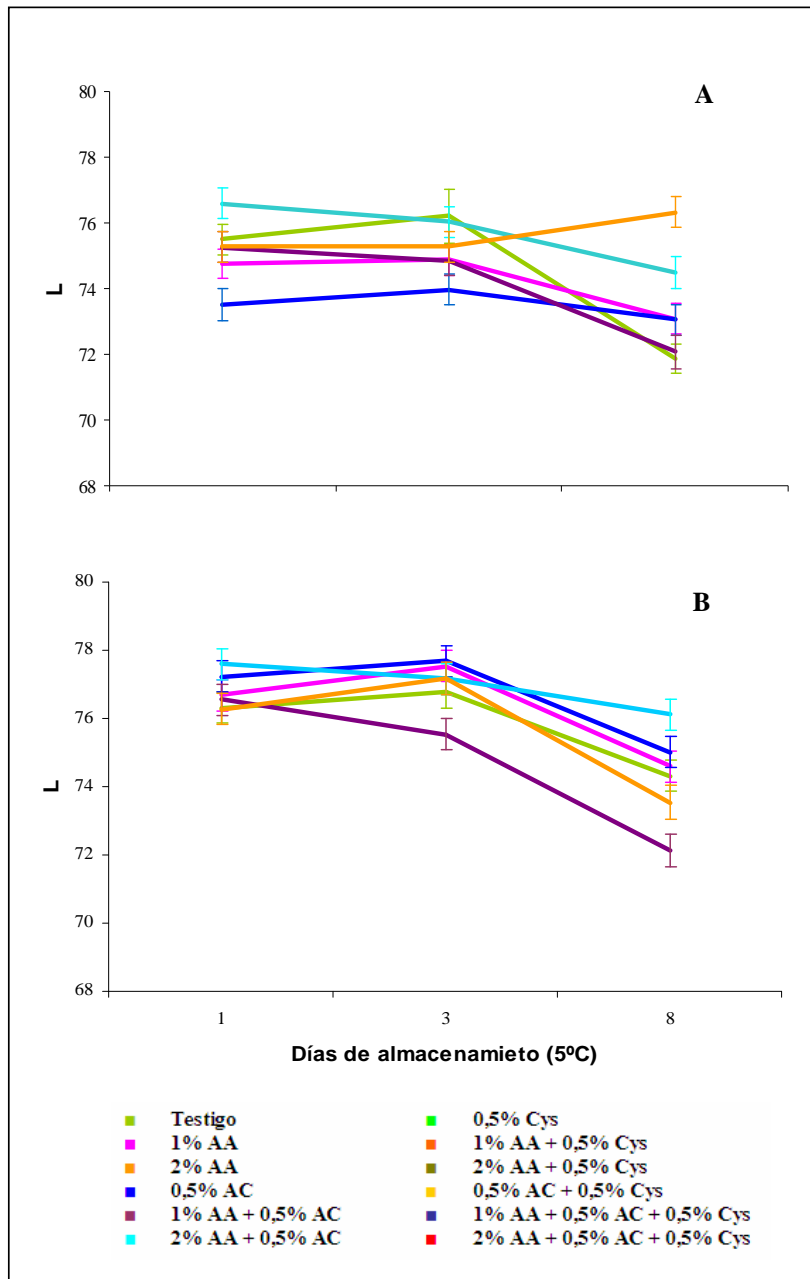 A
80
78
76
74
72
70
68
L
B
80
78
76
74
72
70
68
L
1 3 8
Días de almacenamieto (5ºC)
Testigo 0,5% Cys
1% AA 1% AA + 0,5% Cys
2% AA 2% AA + 0,5% Cys
0,5% AC 0,5% AC + 0,5% Cys
1% AA + 0,5% AC 1% AA + 0,5% AC + 0,5% Cys
2% AA + 0,5% AC 2% AA + 0,5% AC + 0,5% Cys